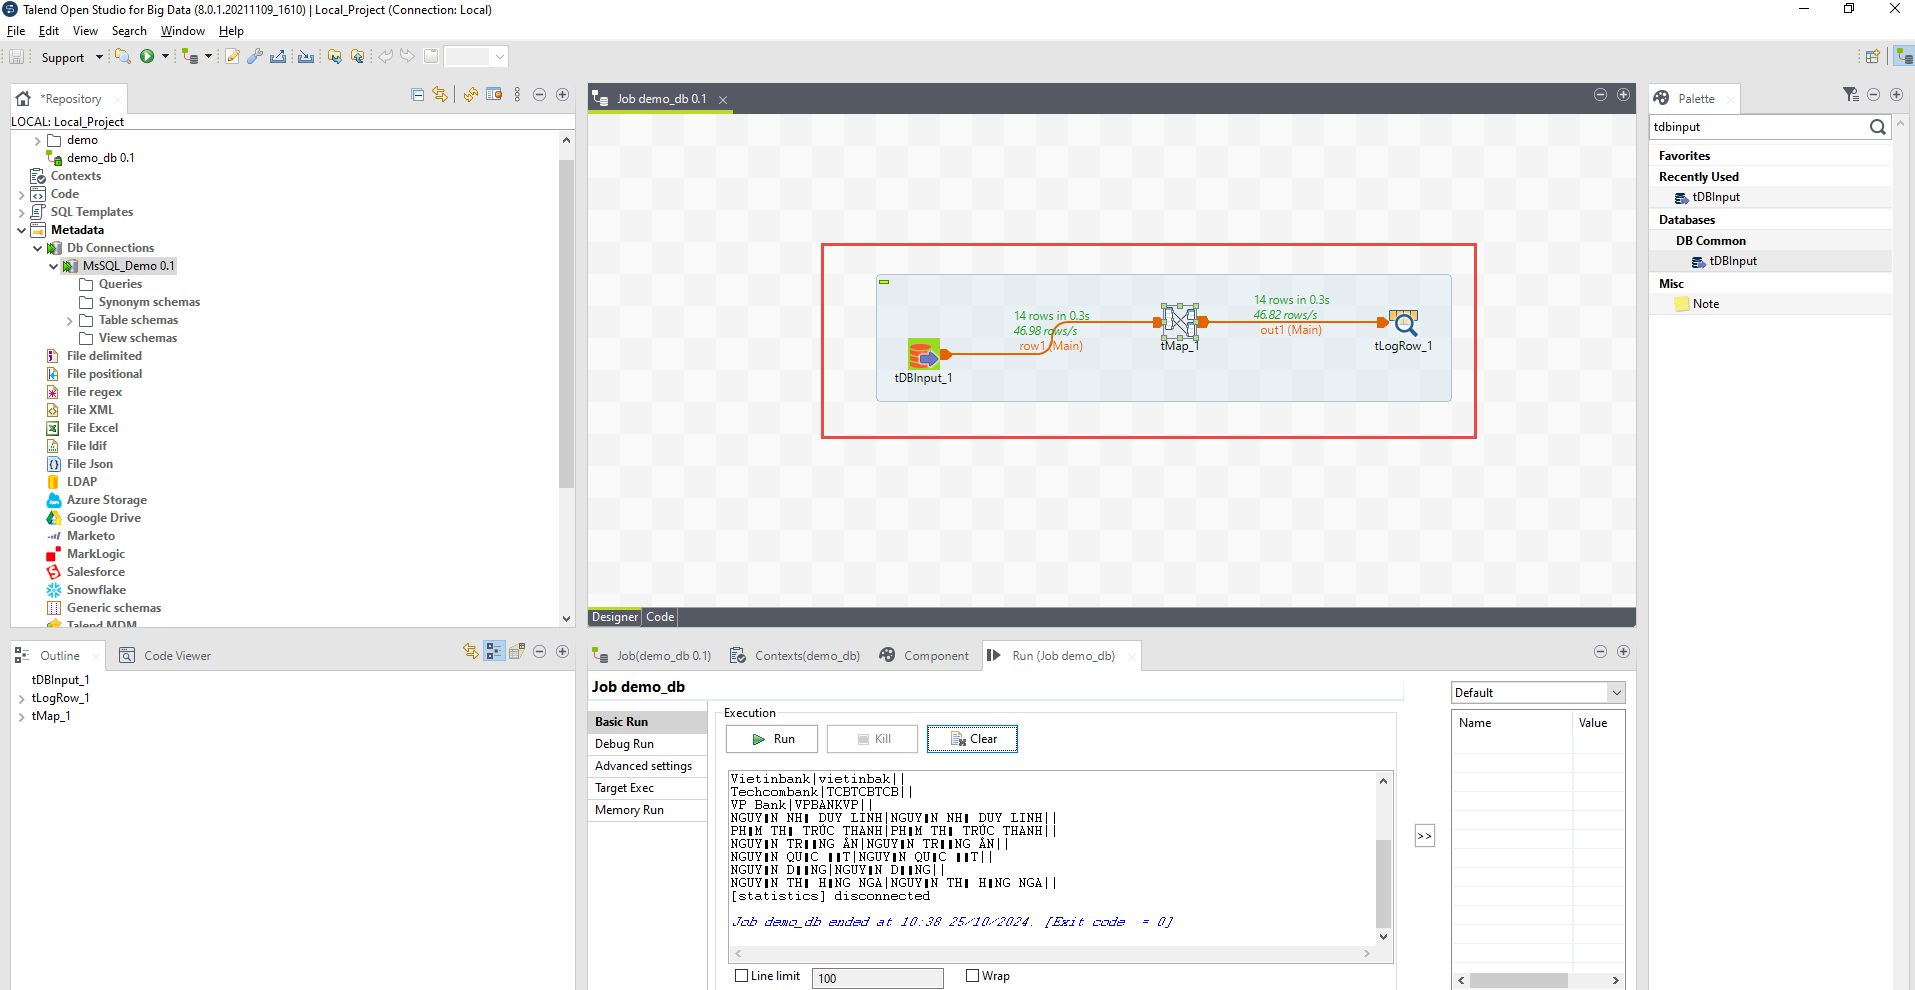 Talend Open Studio for Big Data (8.0.1.20211109_1610) | Local_Project (Connection: Local)
File Edit View Search Window Help
Support
*Repository
LOCAL: Local_Project
demo
demo_db 0.1
Contexts
Code
SQL Templates
Metadata
Db Connections
MsSQL_Demo 0.1
Queries
Synonym schemas
Table schemas
View schemas
File delimited
File positional
File regex
File XML
File Excel
File ldif
File Json
LDAP
Azure Storage
Google Drive
Marketo
MarkLogic
Salesforce
Snowflake
Generic schemas
Talend MDM
Job demo_db 0.1
14 rows in 0.3s
46.98 rows/s
row1 (Main)
tDBInput_1
tMap_1
14 rows in 0.3s
46.82 rows/s
out1 (Main)
tLogRow_1
Designer Code
Palette
tdbinput
Favorites
Recently Used
tDBInput
Databases
DB Common
tDBInput
Misc
Note
Outline Code Viewer
tDBInput_1
tLogRow_1
tMap_1
Job(demo_db 0.1) Contexts(demo_db) Component Run (Job demo_db)
Job demo_db
Basic Run
Debug Run
Advanced settings
Target Exec
Memory Run
Execution
Run Kill Clear
Vietinbank|vietinbak||
Techcombank|TCBTCBTCB||
VP Bank|VPBANKVP||
NGUY▮N NH▮ DUY LINH|NGUY▮N NH▮ DUY LINH||
PH▮M TH▮ TRÚC THANH|PH▮M TH▮ TRÚC THANH||
NGUY▮N TR▮▮NG ÂN|NGUY▮N TR▮▮NG ÂN||
NGUY▮N QU▮C ▮▮T|NGUY▮N QU▮C ▮▮T||
NGUY▮N D▮▮NG|NGUY▮N D▮▮NG||
NGUY▮N TH▮ H▮NG NGA|NGUY▮N TH▮ H▮NG NGA||
[statistics] disconnected
Job demo_db ended at 10:38 25/10/2024. [Exit code  = 0]
Line limit 100 Wrap
>>
Default
Name Value